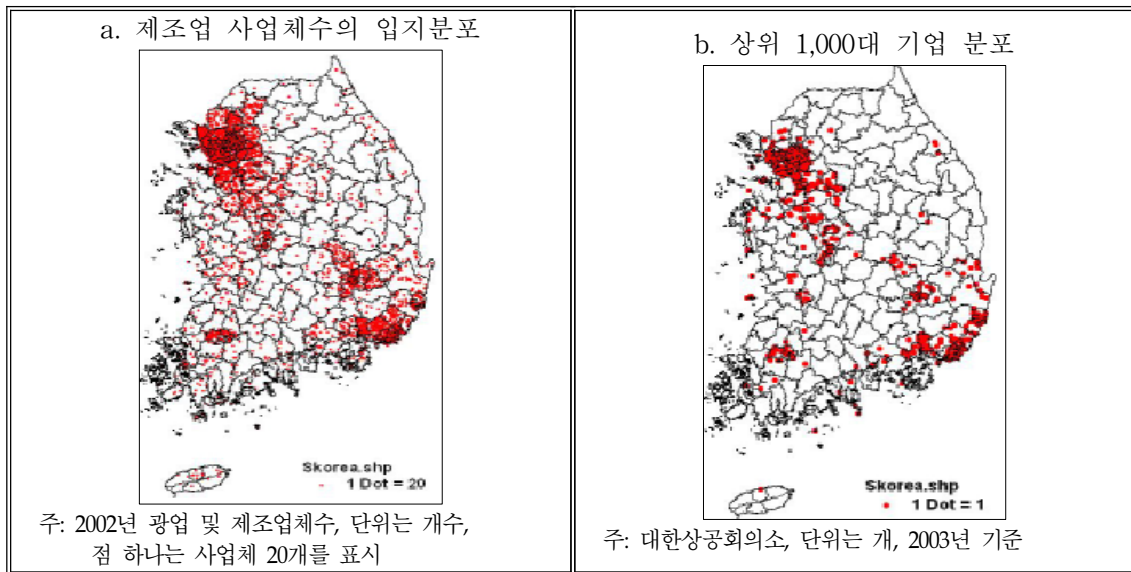 a. 제조업 사업체수의 입지분포
Skorea.shp
1 Dot = 20
주: 2002년 광업 및 제조업체수, 단위는 개수,
점 하나는 사업체 20개를 표시
b. 상위 1,000대 기업 분포
Skorea.shp
1 Dot = 1
주: 대한상공회의소, 단위는 개, 2003년 기준